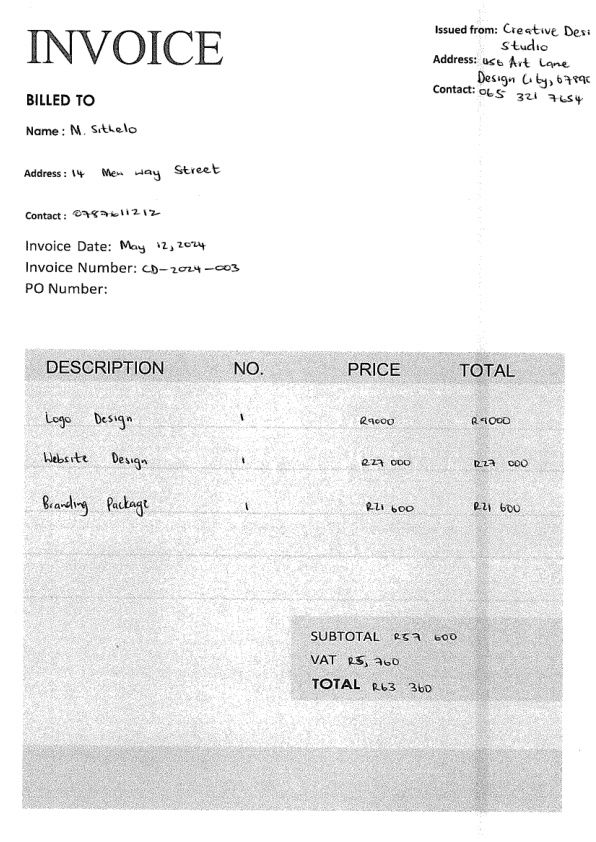 INVOICE
Issued from: Creative Desi
Studio
Address: 456 Art Lane
Design City, 6789
Contact: 065 321 7654
BILLED TO
Name : M. Sithelo
Address : 14 way Street
Contact : 0787611212
Invoice Date: May 12, 2024
Invoice Number: CD-2024-003
PO Number:
DESCRIPTION NO. PRICE TOTAL
Logo Design 1 R9000 R9000
Website Design 1 R27 000 R27 000
Branding Package 1 R21 600 R21 600
SUBTOTAL R57 600
VAT R5,760
TOTAL R63 360